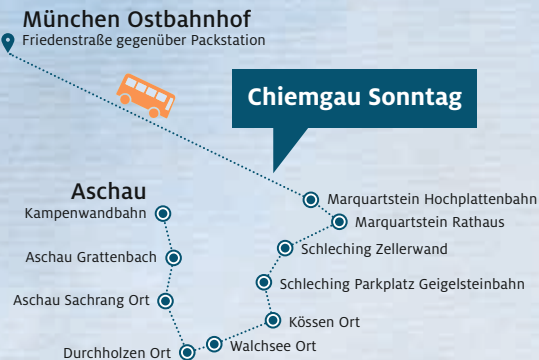 München Ostbahnhof
Friedenstraße gegenüber Packstation
Chiemgau Sonntag
Marquartstein Hochplattenbahn
Marquartstein Rathaus
Schleching Zellerwand
Schleching Parkplatz Geigelsteinbahn
Kössen Ort
Walchsee Ort
Durchholzen Ort
Aschau Sachrang Ort
Aschau Grattenbach
Aschau
Kampenwandbahn